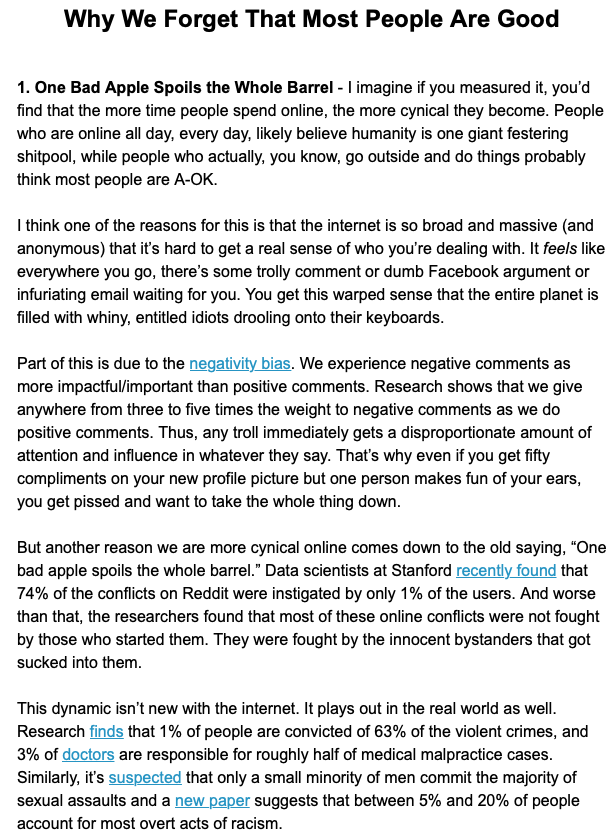 Why We Forget That Most People Are Good
1. One Bad Apple Spoils the Whole Barrel - I imagine if you measured it, you’d
find that the more time people spend online, the more cynical they become. People
who are online all day, every day, likely believe humanity is one giant festering
shitpool, while people who actually, you know, go outside and do things probably
think most people are A-OK.
I think one of the reasons for this is that the internet is so broad and massive (and
anonymous) that it’s hard to get a real sense of who you’re dealing with. It feels like
everywhere you go, there’s some trolly comment or dumb Facebook argument or
infuriating email waiting for you. You get this warped sense that the entire planet is
filled with whiny, entitled idiots drooling onto their keyboards.
Part of this is due to the negativity bias. We experience negative comments as
more impactful/important than positive comments. Research shows that we give
anywhere from three to five times the weight to negative comments as we do
positive comments. Thus, any troll immediately gets a disproportionate amount of
attention and influence in whatever they say. That’s why even if you get fifty
compliments on your new profile picture but one person makes fun of your ears,
you get pissed and want to take the whole thing down.
But another reason we are more cynical online comes down to the old saying, “One
bad apple spoils the whole barrel.” Data scientists at Stanford recently found that
74% of the conflicts on Reddit were instigated by only 1% of the users. And worse
than that, the researchers found that most of these online conflicts were not fought
by those who started them. They were fought by the innocent bystanders that got
sucked into them.
This dynamic isn’t new with the internet. It plays out in the real world as well.
Research finds that 1% of people are convicted of 63% of the violent crimes, and
3% of doctors are responsible for roughly half of medical malpractice cases.
Similarly, it’s suspected that only a small minority of men commit the majority of
sexual assaults and a new paper suggests that between 5% and 20% of people
account for most overt acts of racism.